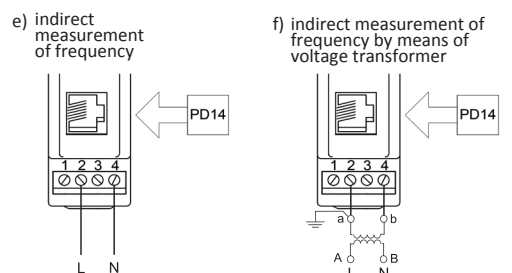 e) indirect
measurement
of frequency
PD14
1 2 3 4
L N
f) indirect measurement of
frequency by means of
voltage transformer
PD14
1 2 3 4
a b
A B
L N